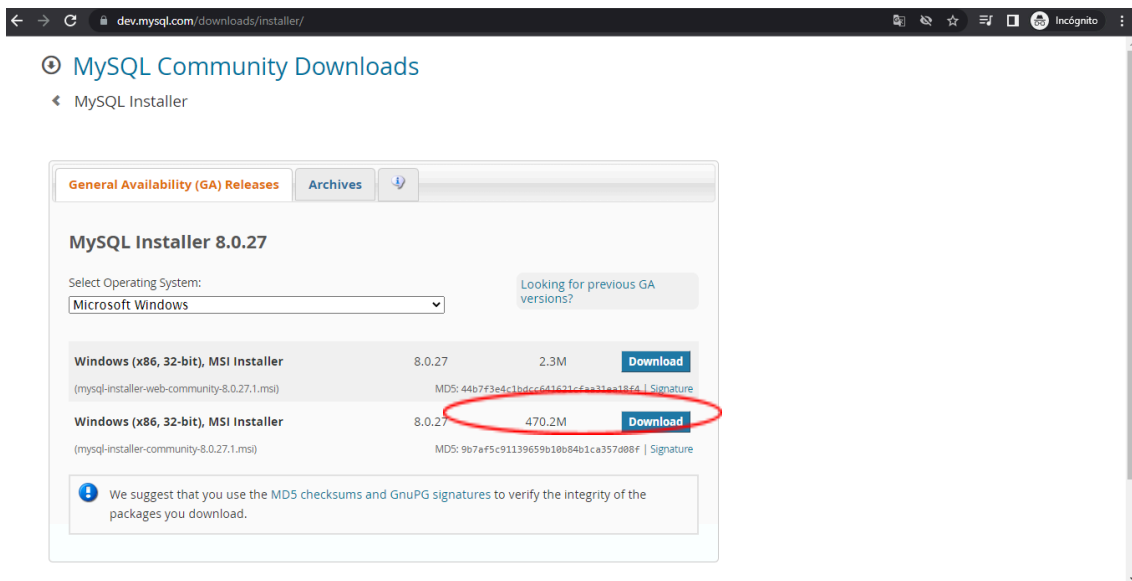 dev.mysql.com/downloads/installer/
Incógnito
MySQL Community Downloads
MySQL Installer
General Availability (GA) Releases
Archives
MySQL Installer 8.0.27
Select Operating System:
Looking for previous GA
versions?
Microsoft Windows
Windows (x86, 32-bit), MSI Installer 8.0.27 2.3M Download
(mysql-installer-web-community-8.0.27.1.msi) MD5: 44b7f3e4c1bdcc641621cfaa31ea18f4 | Signature
Windows (x86, 32-bit), MSI Installer 8.0.27 470.2M Download
(mysql-installer-community-8.0.27.1.msi) MD5: 9b7af5c91139659b10b84b1ca357d08f | Signature
We suggest that you use the MD5 checksums and GnuPG signatures to verify the integrity of the
packages you download.